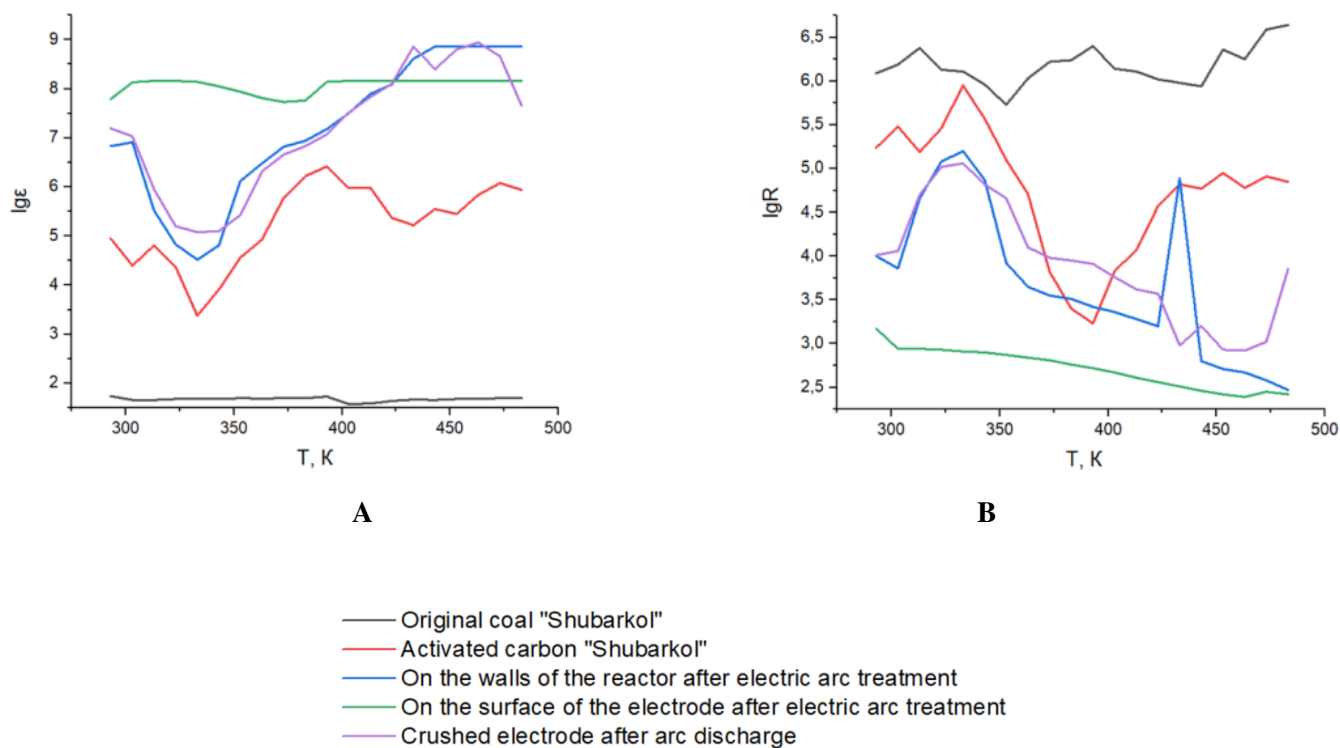 lgε
9
8
7
6
5
4
3
2
300
350
400
450
500
T, K
A
lgR
6,5
6,0
5,5
5,0
4,5
4,0
3,5
3,0
2,5
300
350
400
450
500
T, K
B
Original coal "Shubarkol"
Activated carbon "Shubarkol"
On the walls of the reactor after electric arc treatment
On the surface of the electrode after electric arc treatment
Crushed electrode after arc discharge